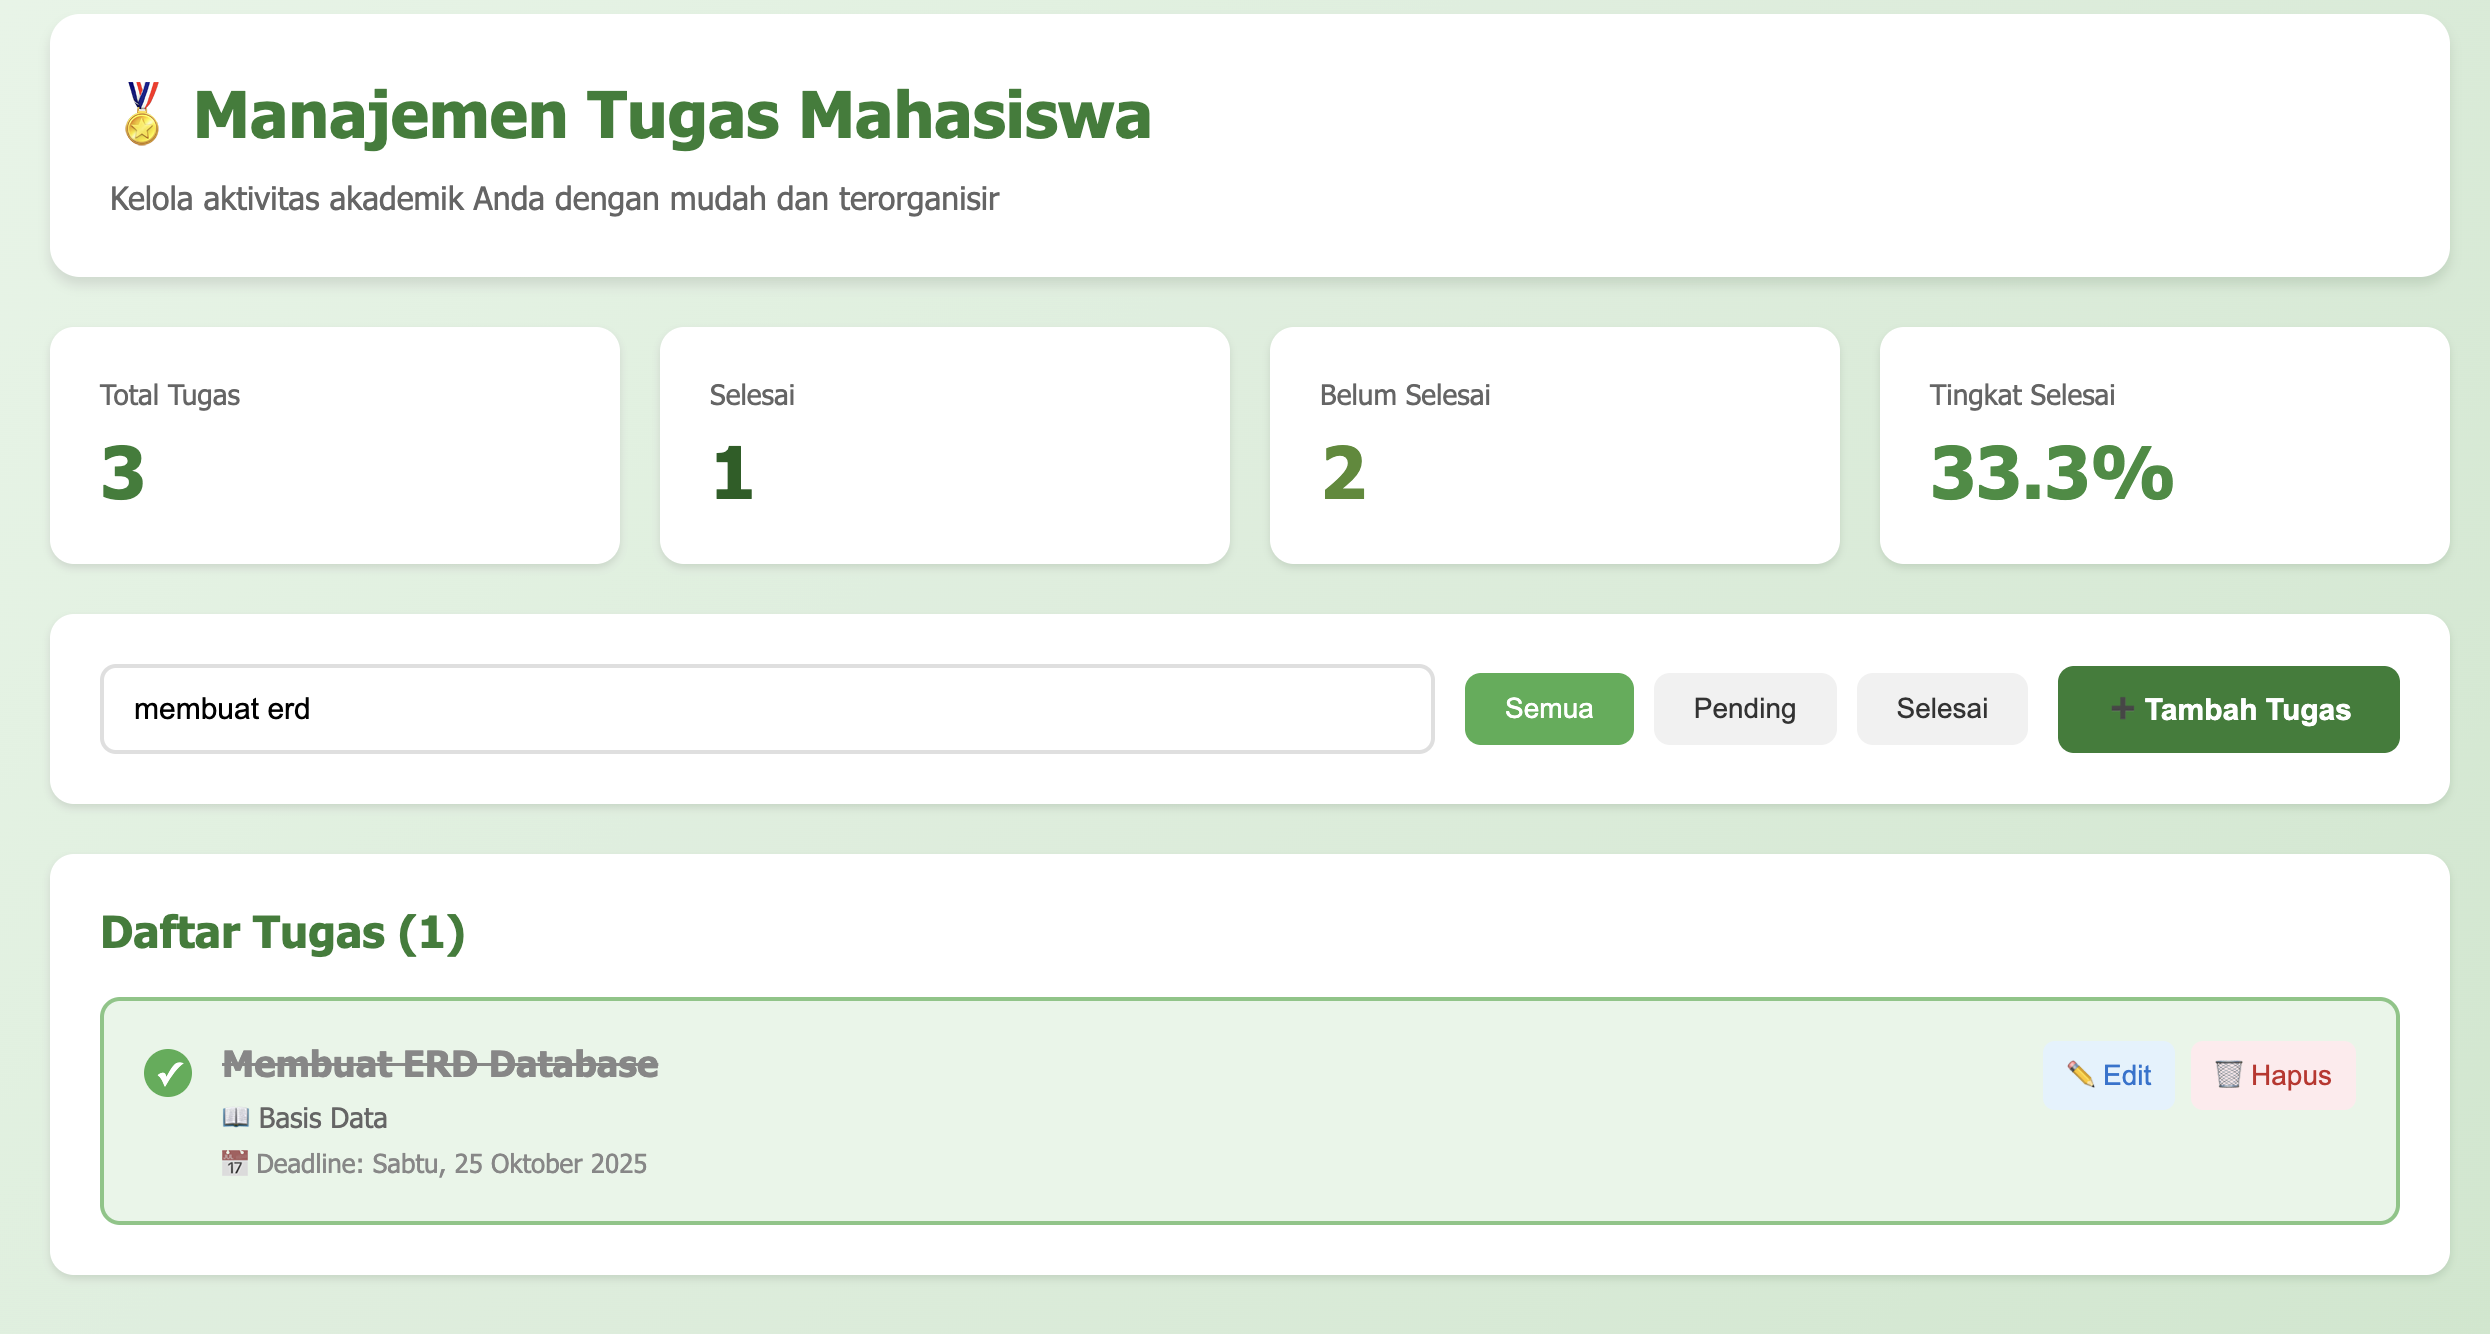 Manajemen Tugas Mahasiswa
Kelola aktivitas akademik Anda dengan mudah dan terorganisir
Total Tugas
3
Selesai
1
Belum Selesai
2
Tingkat Selesai
33.3%
membuat erd
Semua
Pending
Selesai
➕ Tambah Tugas
Daftar Tugas (1)
✓
Membuat ERD Database
📖 Basis Data
📅 Deadline: Sabtu, 25 Oktober 2025
✏️ Edit
🗑️ Hapus